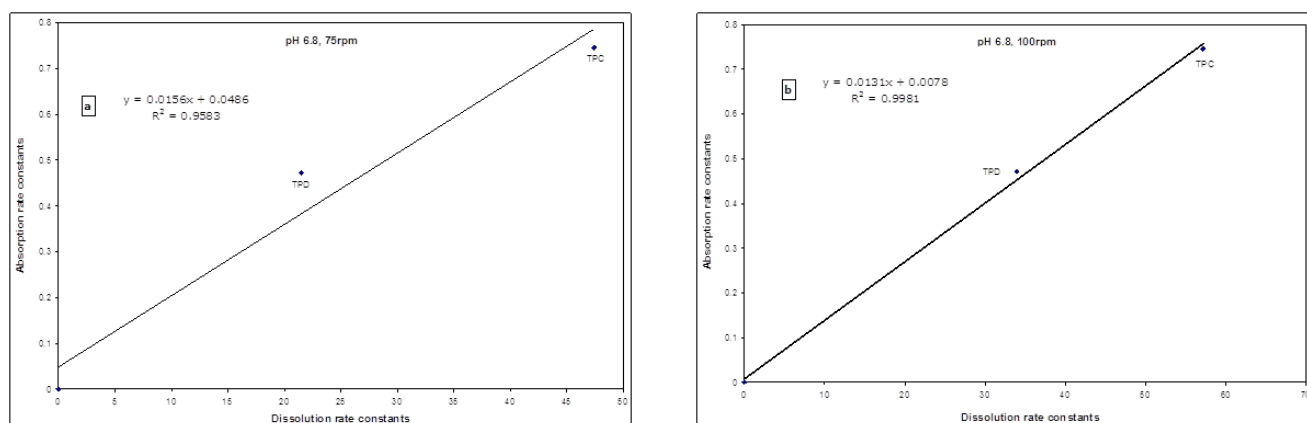 pH 6.8, 75rpm
a
y = 0.0156x + 0.0486
R² = 0.9583
TPC
TPD
Absorption rate constants
0.8
0.7
0.6
0.5
0.4
0.3
0.2
0.1
0
0 5 10 15 20 25 30 35 40 45 50
Dissolution rate constants
pH 6.8, 100rpm
b
y = 0.0131x + 0.0078
R² = 0.9981
TPC
TPD
Absorption rate constants
0.8
0.7
0.6
0.5
0.4
0.3
0.2
0.1
0
0 10 20 30 40 50 60 70
Dissolution rate constants